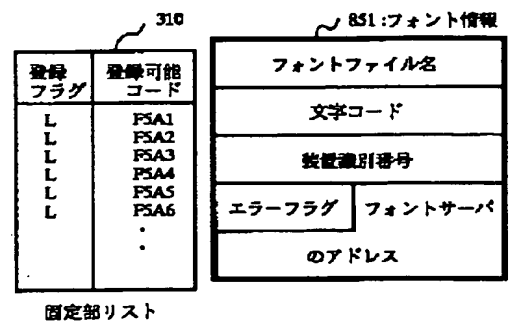 310
登録フラグ 登録可能コード
L F5A1
L F5A2
L F5A3
L F5A4
L F5A5
L F5A6
固定部リスト
851:フォント情報
フォントファイル名
文字コード
装置識別番号
エラーフラグ フォントサーバ
のアドレス